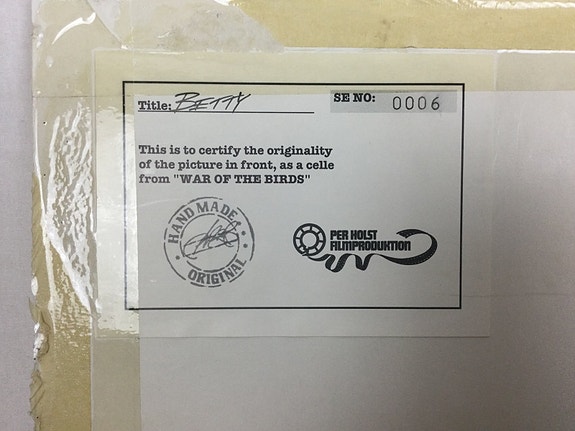 Title: BETTY
SE NO: 0006
This is to certify the originality
of the picture in front, as a celle
from "WAR OF THE BIRDS"
HAND MADE
ORIGINAL
PER HOLST
FILMPRODUKTION